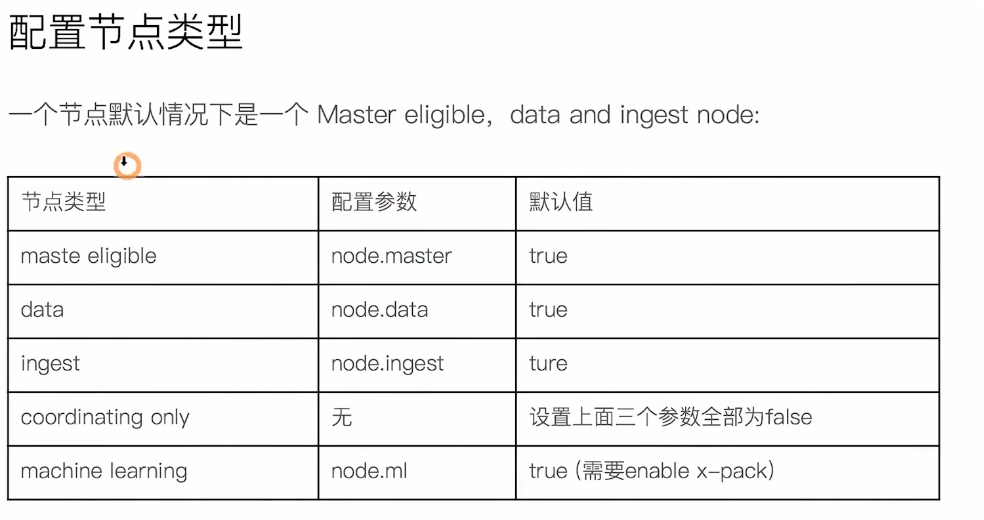 配置节点类型
一个节点默认情况下是一个 Master eligible，data and ingest node:
节点类型 配置参数 默认值
maste eligible node.master true
data node.data true
ingest node.ingest ture
coordinating only 无 设置上面三个参数全部为false
machine learning node.ml true (需要enable x-pack)